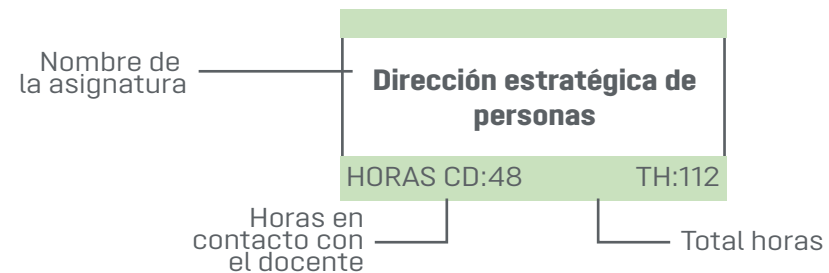 Nombre de
la asignatura
Dirección estratégica de
personas
HORAS CD:48 TH:112
Horas en
contacto con
el docente
Total horas